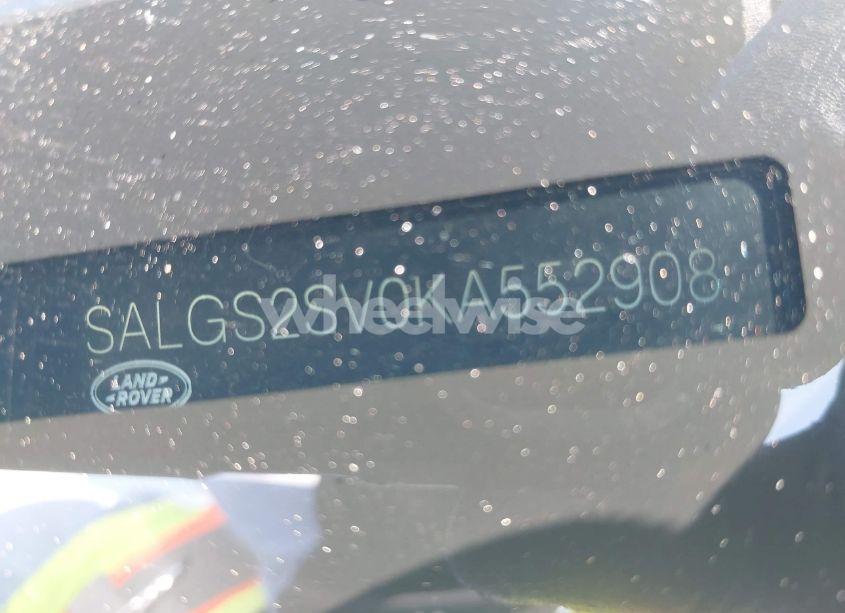 SALGS2SV0KA552908
wheelwise
LAND-
-ROVER